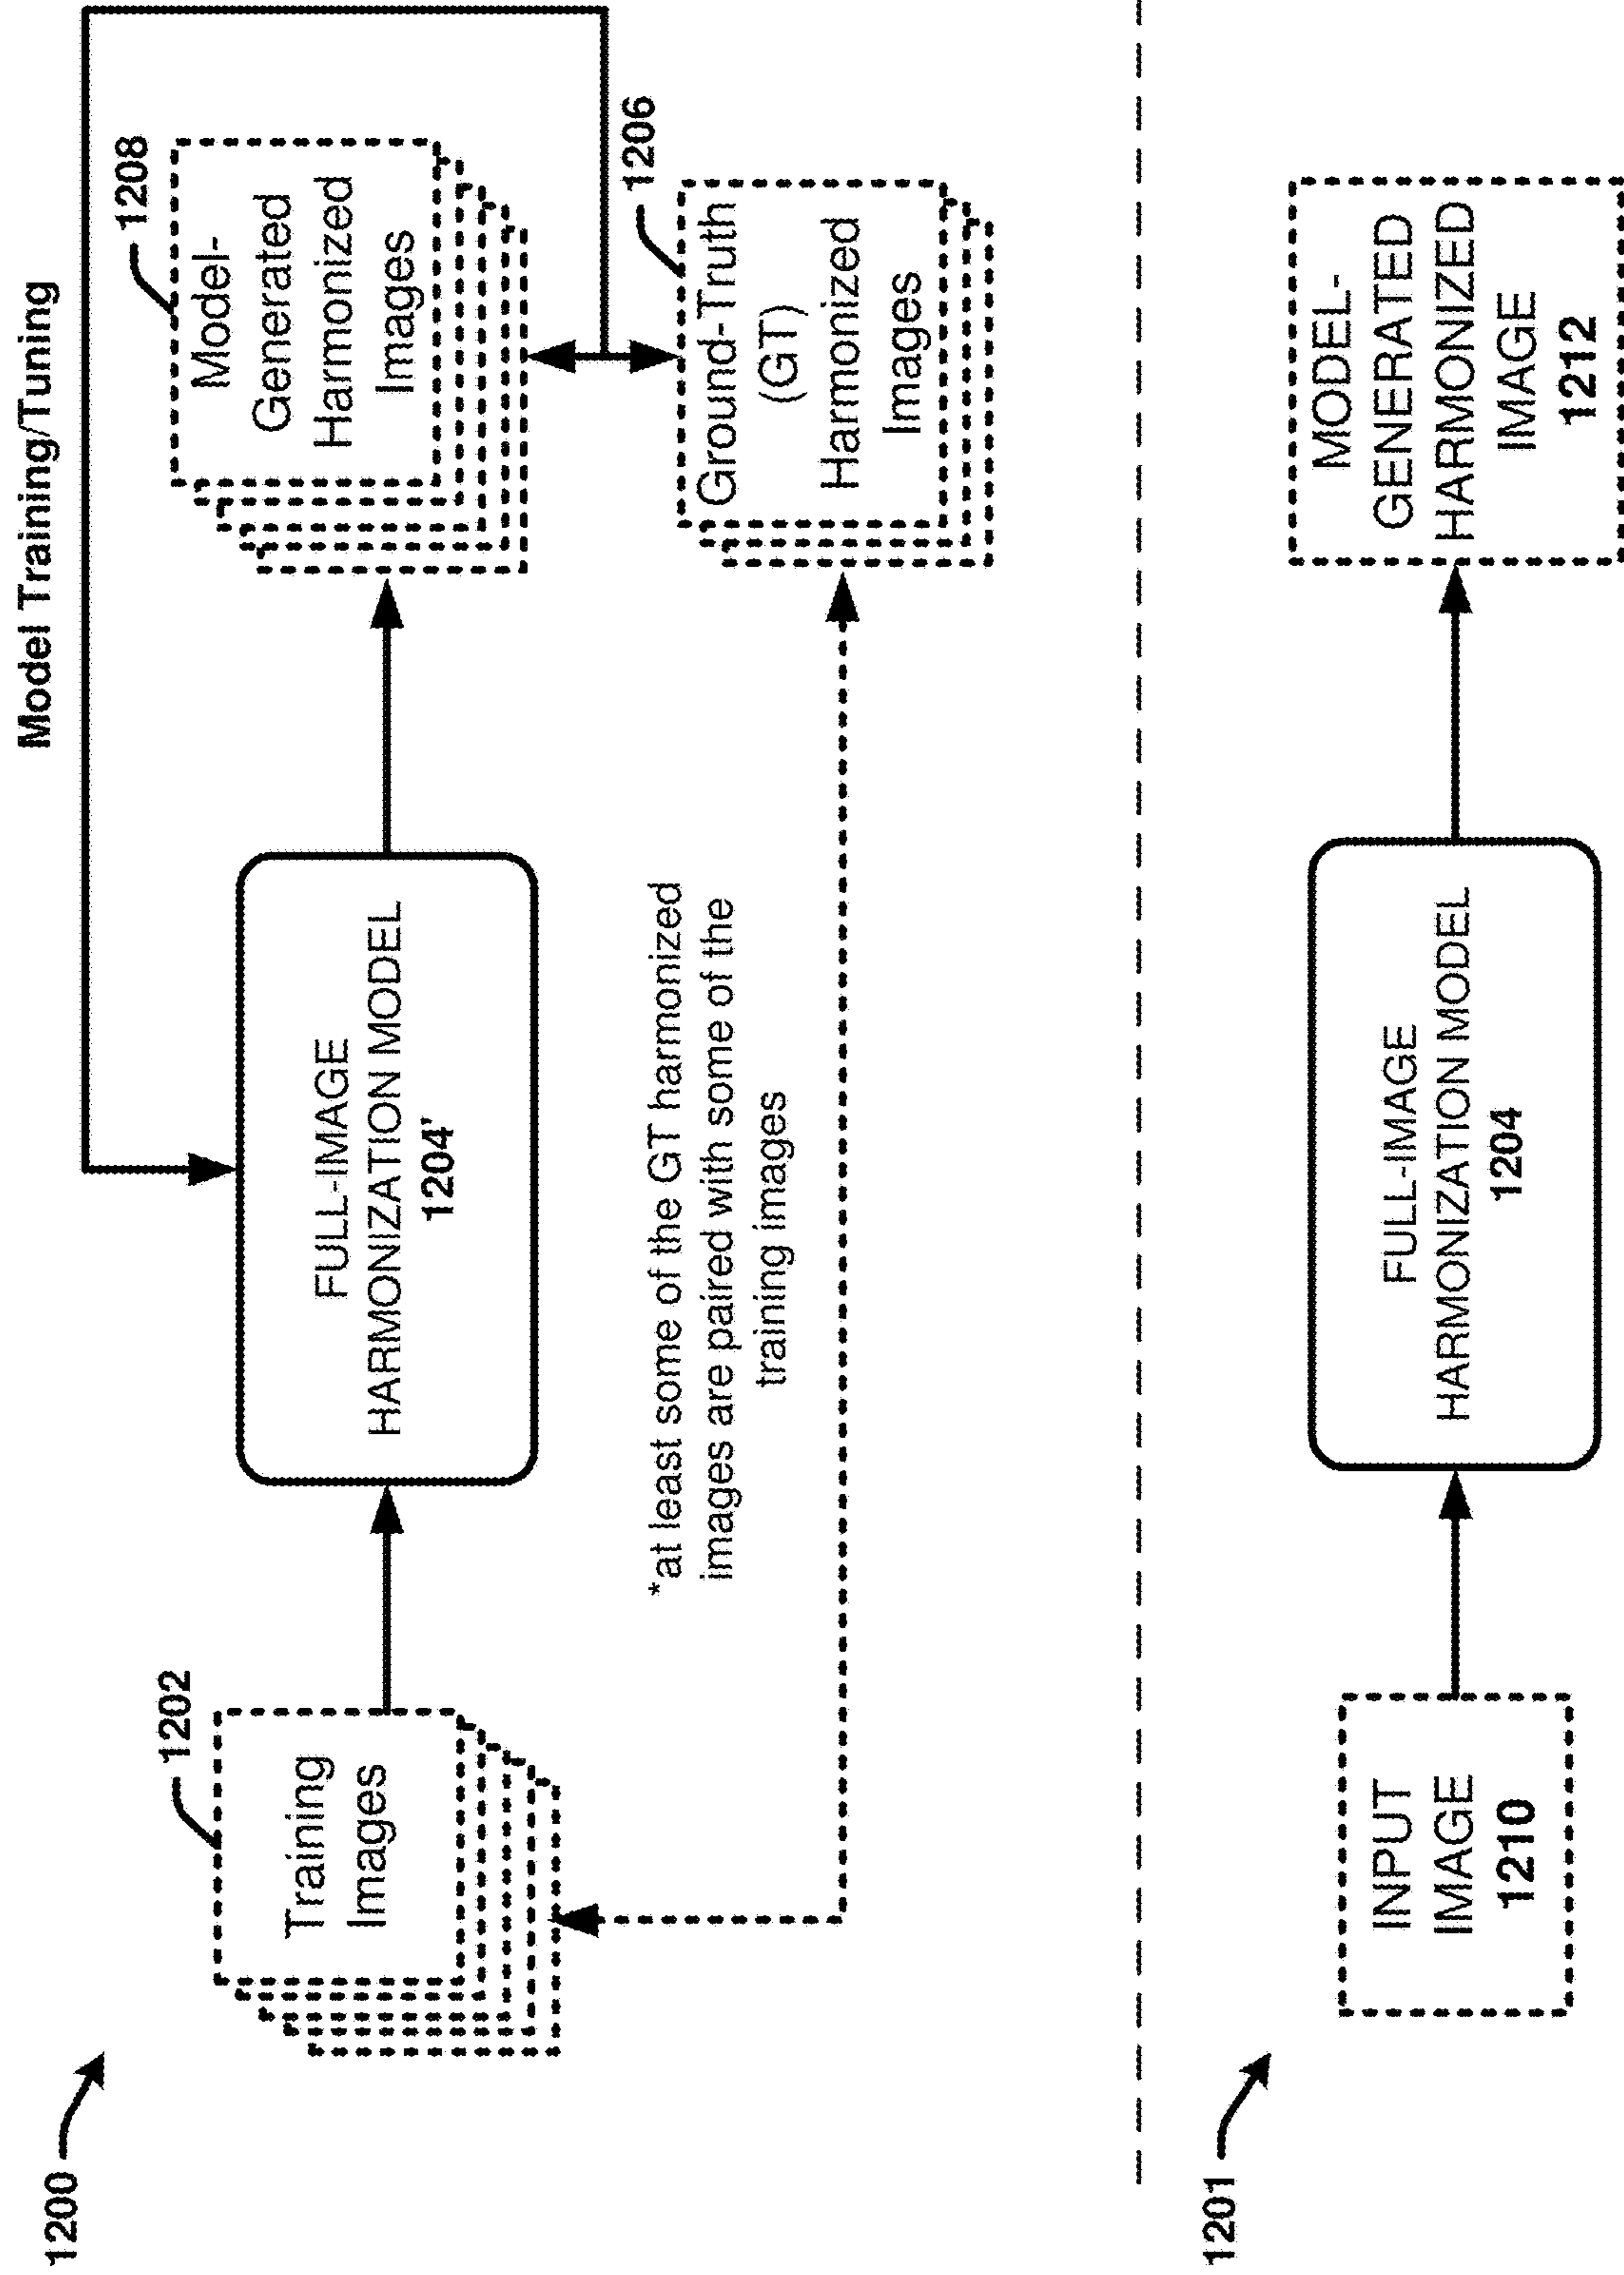 1200
Model Training/Tuning
1202
Training
Images
FULL-IMAGE
HARMONIZATION MODEL
1204'
1208
Model-
Generated
Harmonized
Images
*at least some of the GT harmonized
images are paired with some of the
training images
1206
Ground-Truth
(GT)
Harmonized
Images
1201
INPUT
IMAGE
1210
FULL-IMAGE
HARMONIZATION MODEL
1204
MODEL-
GENERATED
HARMONIZED
IMAGE
1212